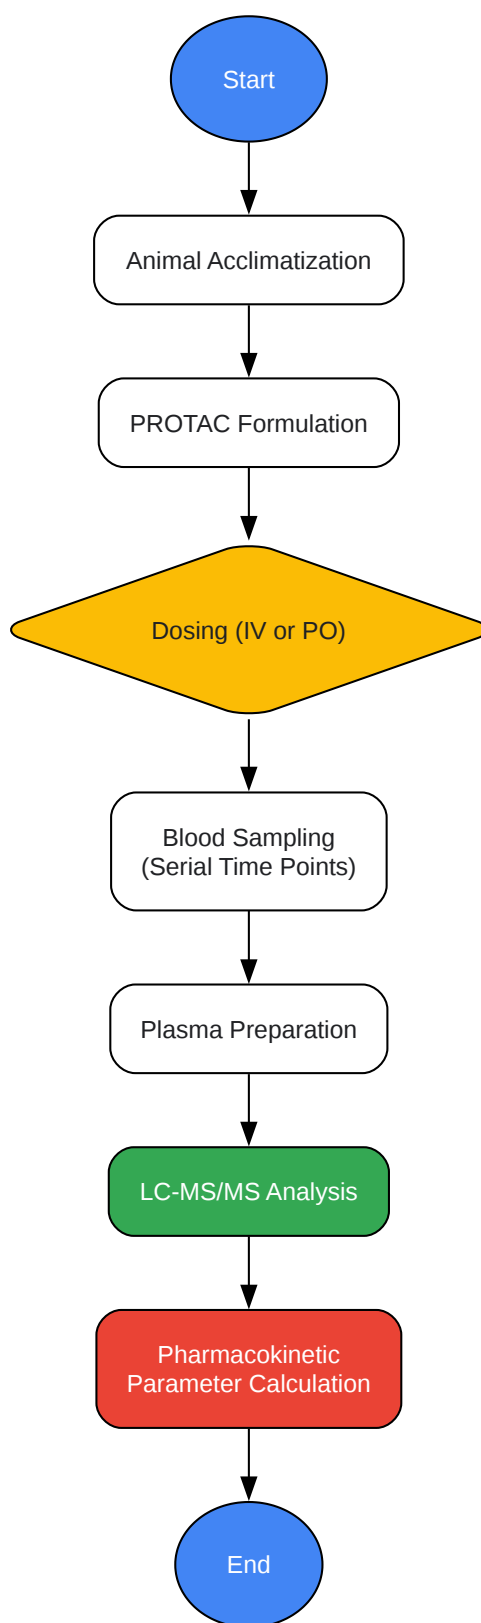 Start
Animal Acclimatization
PROTAC Formulation
Dosing (IV or PO)
Blood Sampling
(Serial Time Points)
Plasma Preparation
LC-MS/MS Analysis
Pharmacokinetic
Parameter Calculation
End